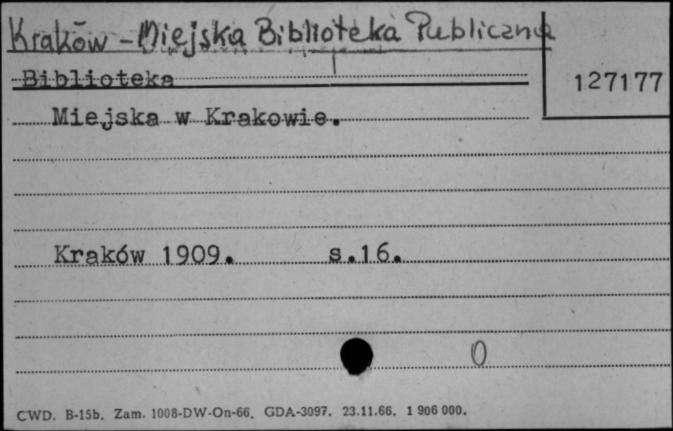 Kraków - Miejska Biblioteka Publiczna
Biblioteka
127177
Miejska w Krakowie.
Kraków 1909. s.16.
0
CWD. B-15b. Zam. 1008-DW-On-66. GDA-3097. 23.11.66. 1 906 000.